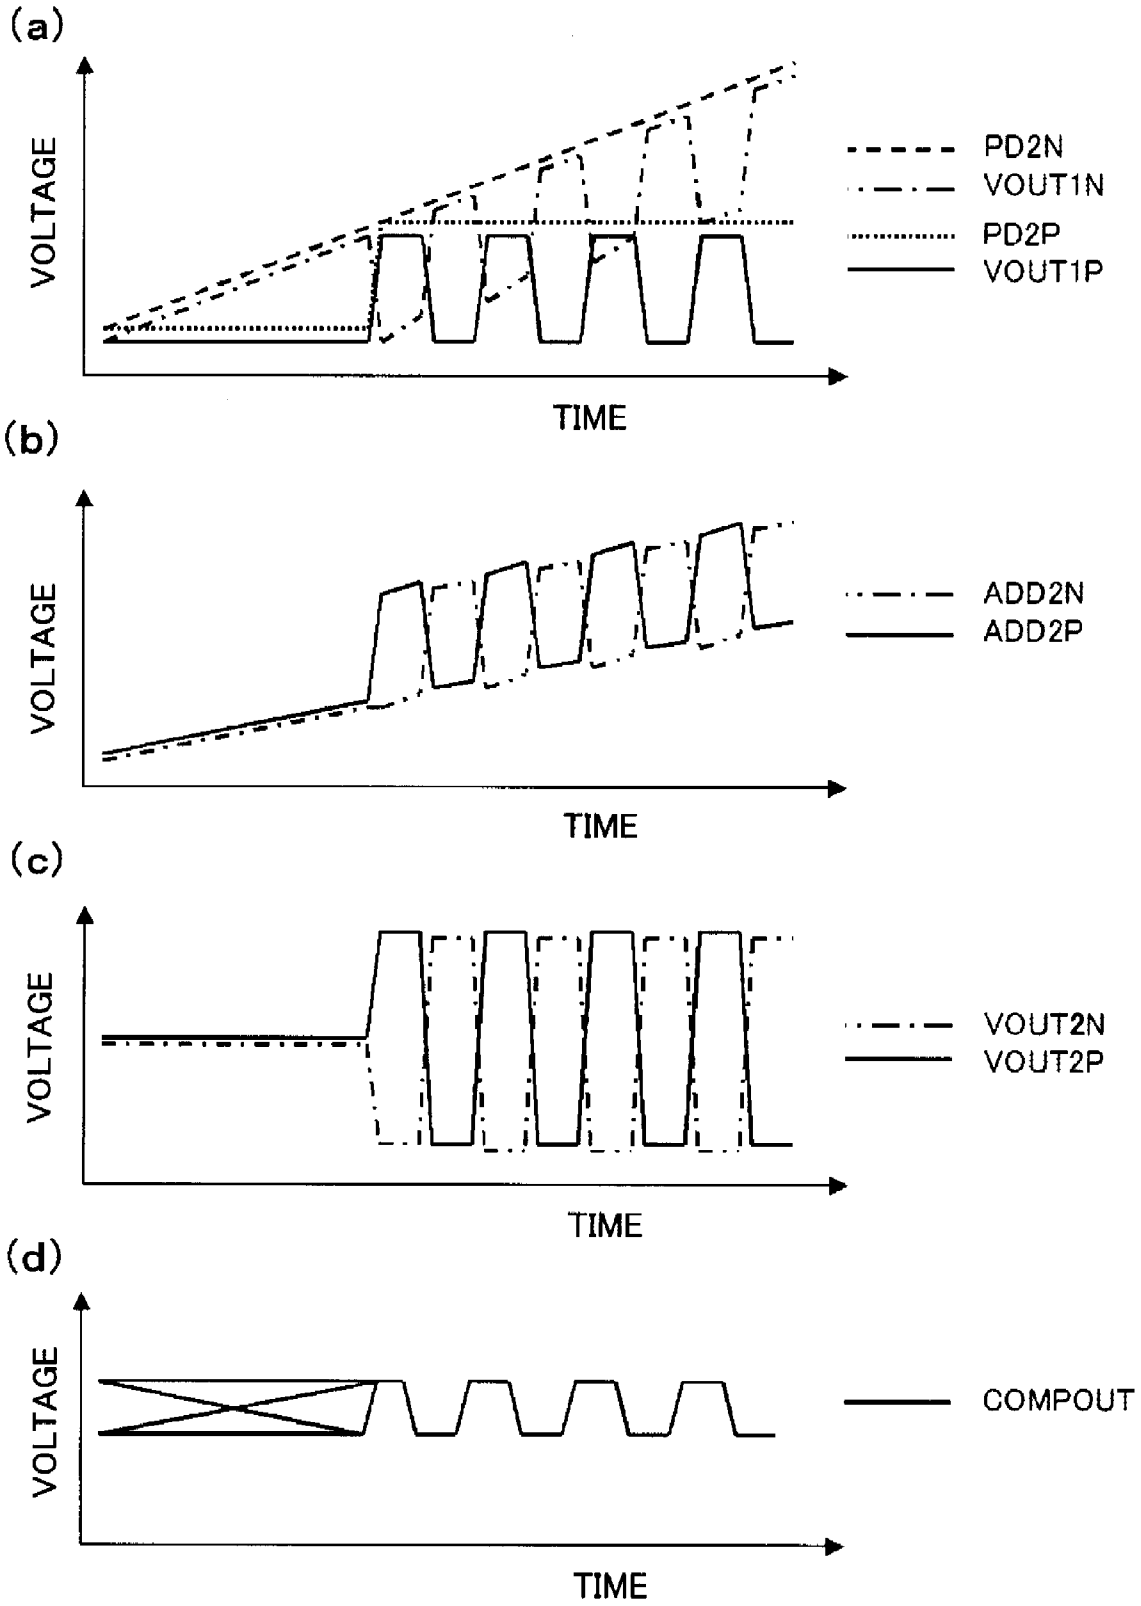 (a)
VOLTAGE
PD2N
VOUT1N
PD2P
VOUT1P
TIME
(b)
VOLTAGE
ADD2N
ADD2P
TIME
(c)
VOLTAGE
VOUT2N
VOUT2P
TIME
(d)
VOLTAGE
COMPOUT
TIME